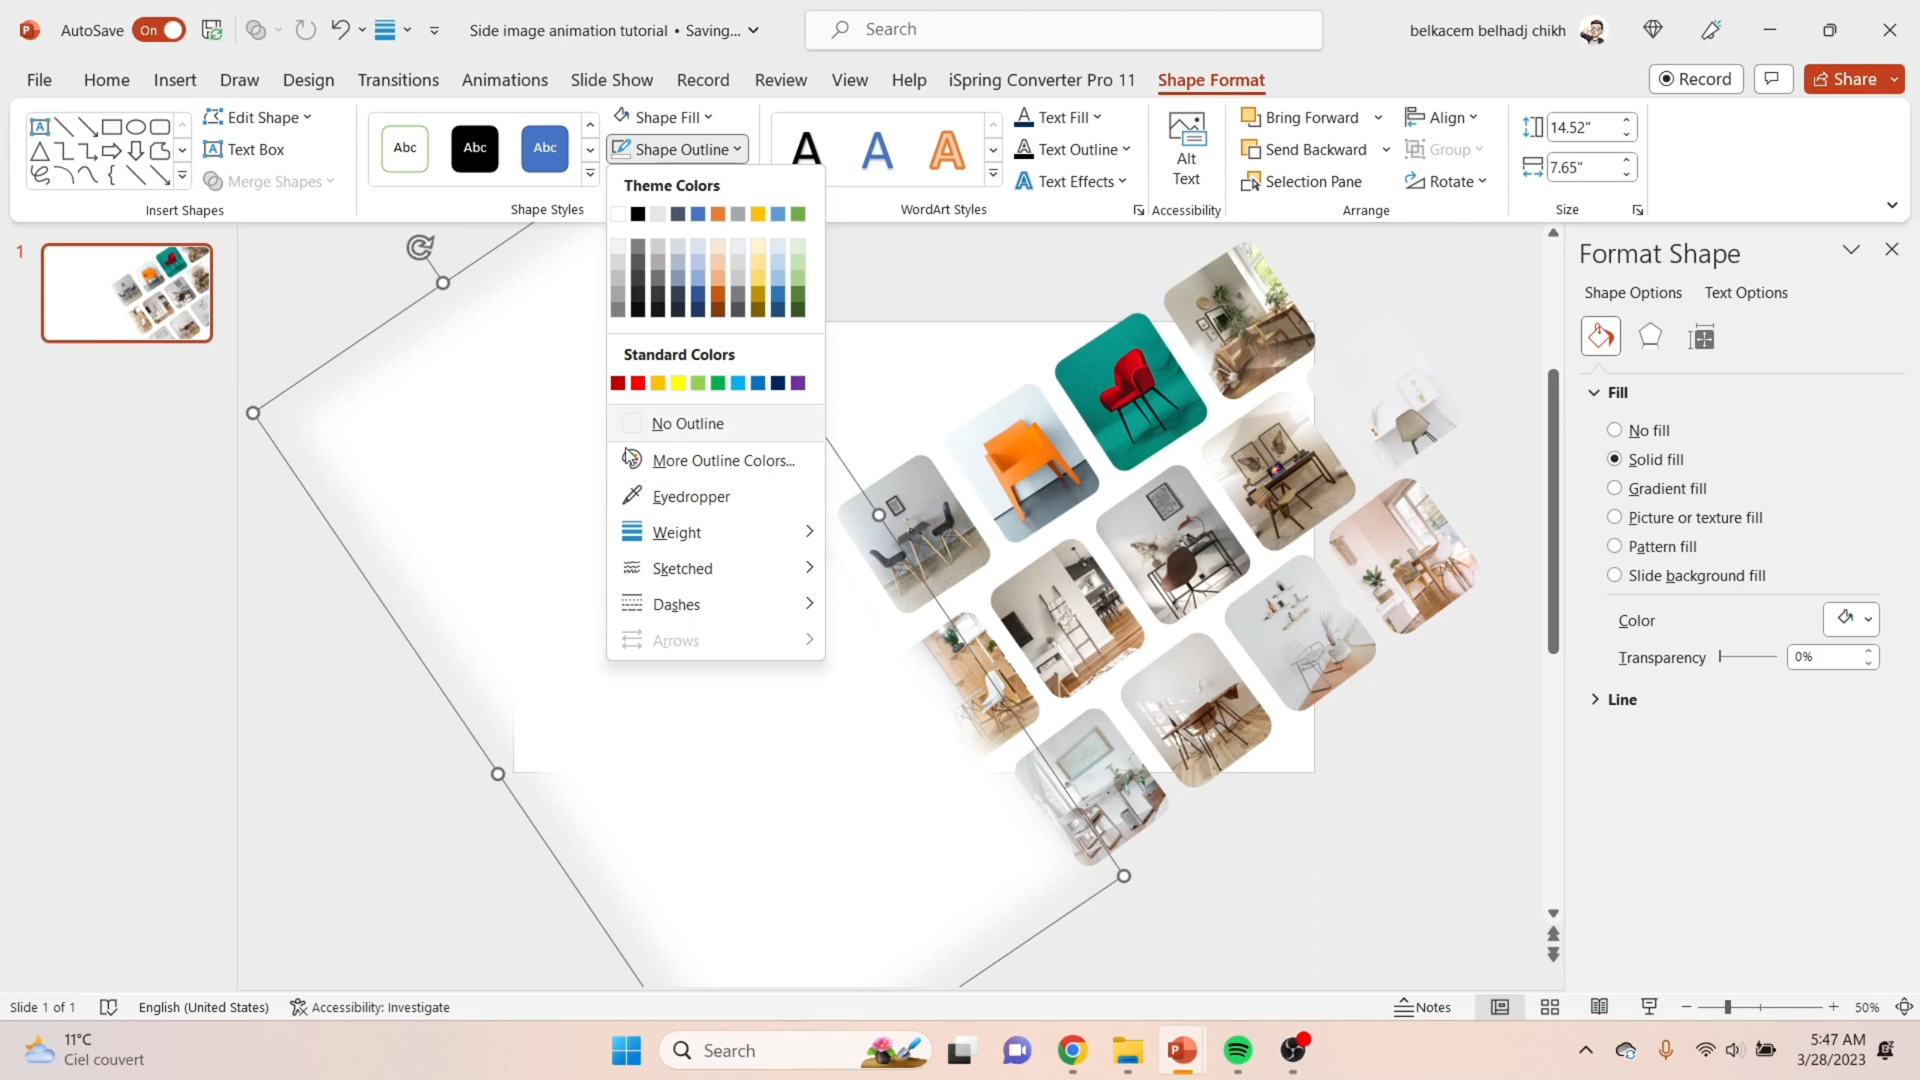 AutoSave On
Side image animation tutorial • Saving...
Search
belkacem belhadj chikh
File Home Insert Draw Design Transitions Animations Slide Show Record Review View Help iSpring Converter Pro 11 Shape Format
Record
Share
Edit Shape
Text Box
Merge Shapes
Insert Shapes
Abc Abc Abc
Shape Styles
Shape Fill
Shape Outline
A A A
WordArt Styles
Text Fill
Text Outline
Text Effects
Alt
Text
Accessibility
Bring Forward
Send Backward
Selection Pane
Align
Group
Rotate
Arrange
14.52"
7.65"
Size
Theme Colors
Standard Colors
No Outline
More Outline Colors...
Eyedropper
Weight
Sketched
Dashes
Arrows
1
Format Shape
Shape Options Text Options
Fill
No fill
Solid fill
Gradient fill
Picture or texture fill
Pattern fill
Slide background fill
Color
Transparency 0%
Line
Slide 1 of 1
English (United States)
Accessibility: Investigate
Notes
50%
11°C
Ciel couvert
Search
5:47 AM
3/28/2023